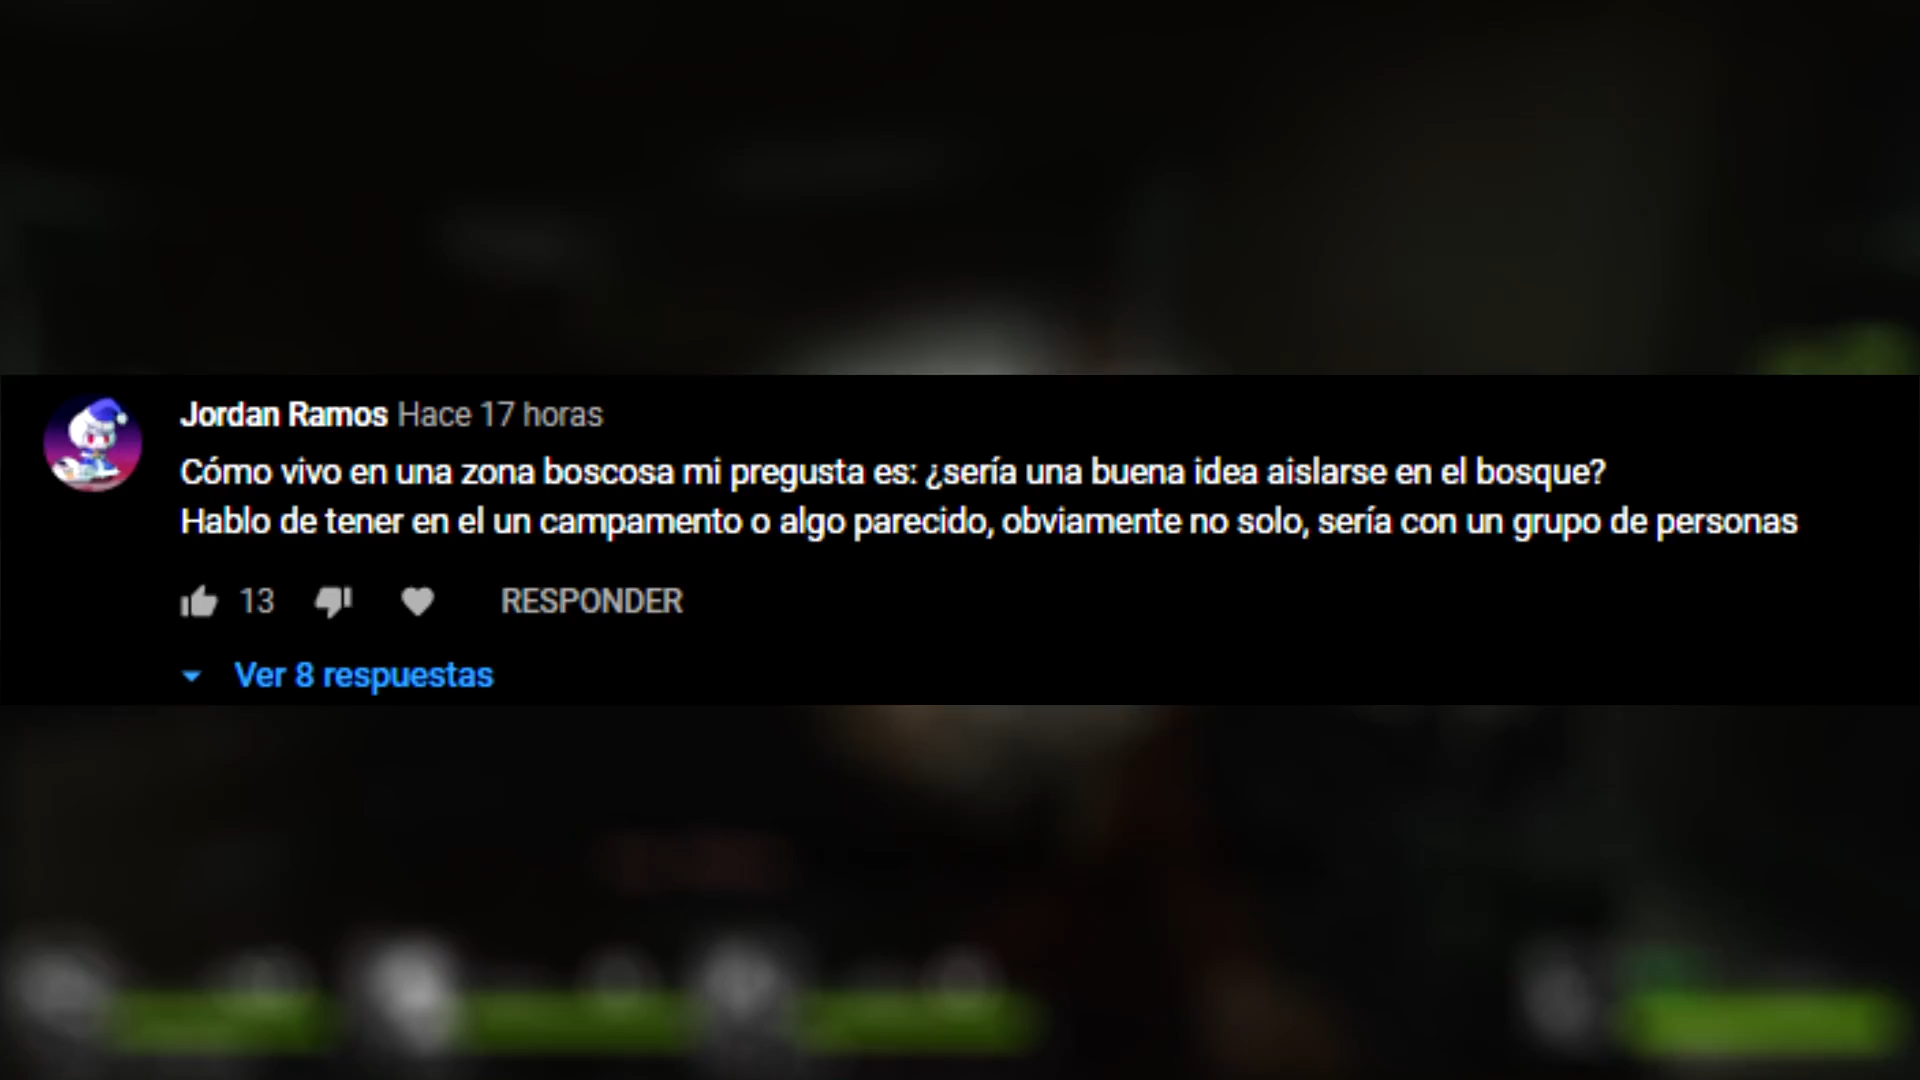 Jordan Ramos Hace 17 horas
Cómo vivo en una zona boscosa mi pregusta es: ¿sería una buena idea aislarse en el bosque?
Hablo de tener en el un campamento o algo parecido, obviamente no solo, sería con un grupo de personas
13 RESPONDER
Ver 8 respuestas